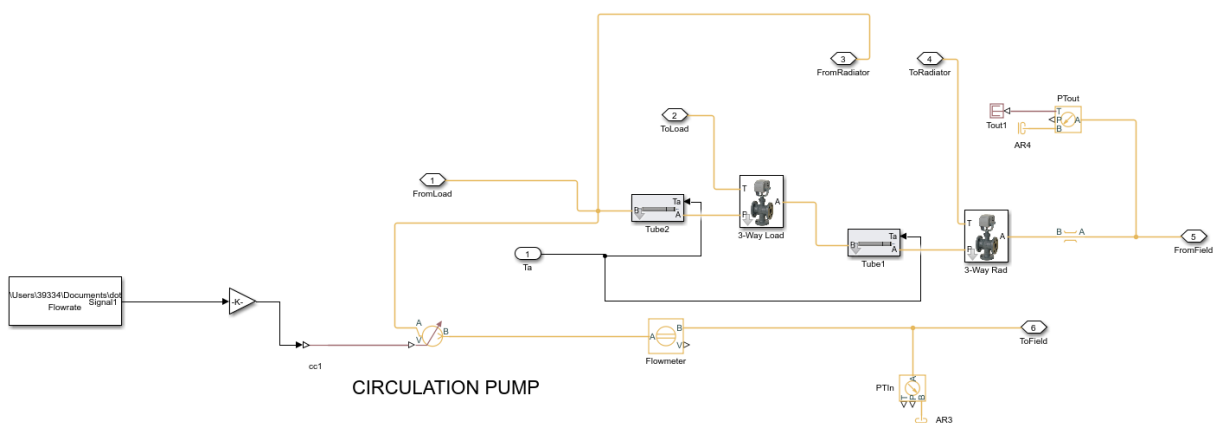 3
FromRadiator
4
ToRadiator
PTout
T
P
B
A
Tout1
AR4
2
ToLoad
1
FromLoad
Ta
B
A
Tube2
T
P
A
3-Way Load
1
Ta
Ta
B
A
Tube1
T
P
A
3-Way Rad
B
A
5
FromField
\Users\39334\Documents\dot
Signal1
Flowrate
-K-
cc1
A
V
B
A
B
V
Flowmeter
6
ToField
CIRCULATION PUMP
PTIn
A
T
P
B
AR3